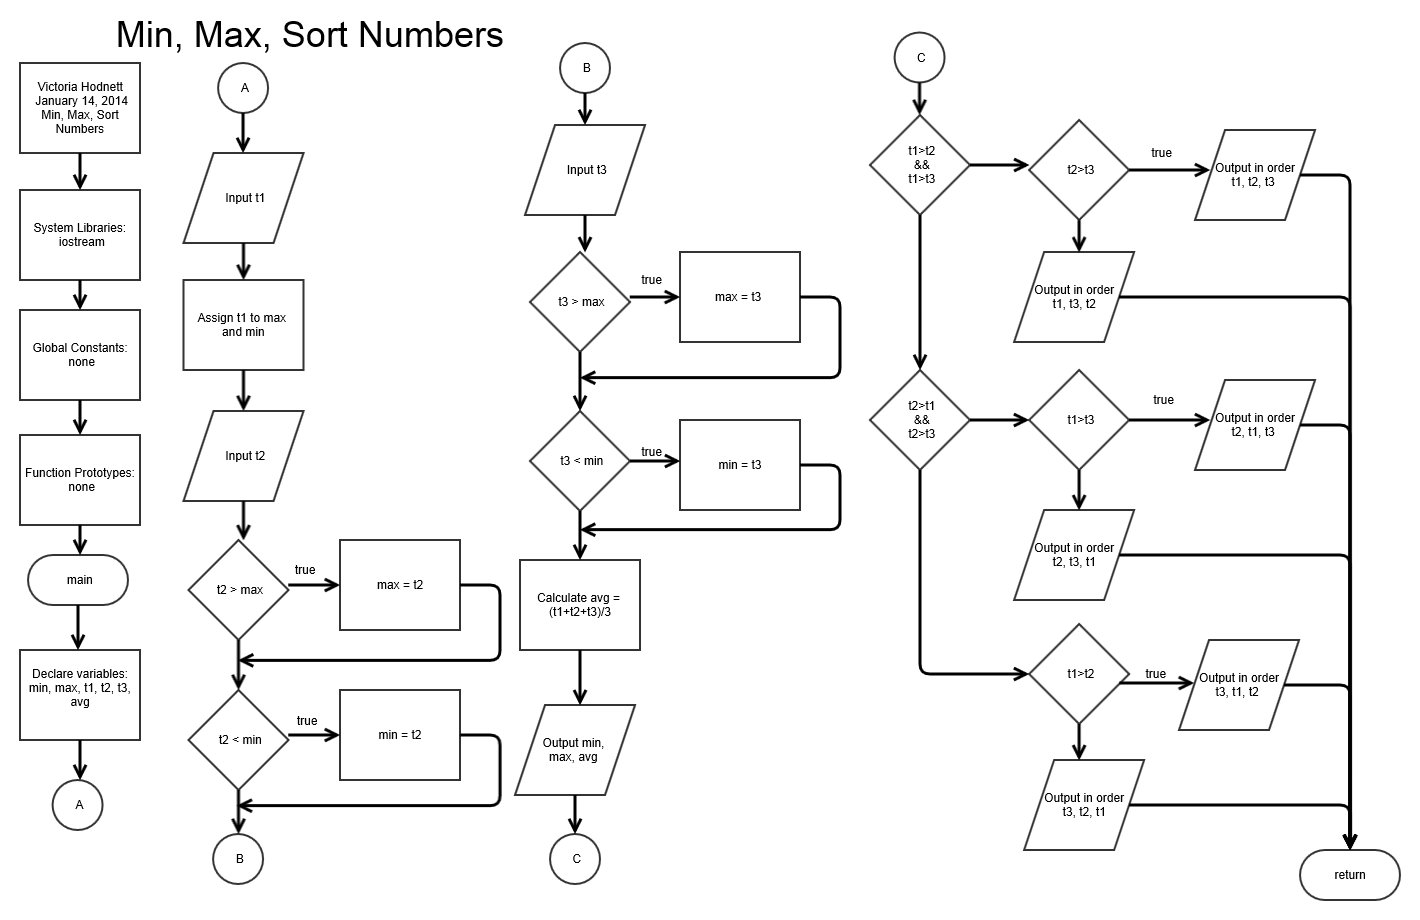 Min, Max, Sort Numbers
Victoria Hodnett
January 14, 2014
Min, Max, Sort
Numbers
System Libraries:
iostream
Global Constants:
none
Function Prototypes:
none
main
Declare variables:
min, max, t1, t2, t3,
avg
A
A
Input t1
Assign t1 to max
and min
Input t2
t2 > max
true
max = t2
t2 < min
true
min = t2
B
B
Input t3
t3 > max
true
max = t3
t3 < min
true
min = t3
Calculate avg =
(t1+t2+t3)/3
Output min,
max, avg
C
C
t1>t2
&&
t1>t3
t2>t3
true
Output in order
t1, t2, t3
Output in order
t1, t3, t2
t2>t1
&&
t2>t3
t1>t3
true
Output in order
t2, t1, t3
Output in order
t2, t3, t1
t1>t2
true
Output in order
t3, t1, t2
Output in order
t3, t2, t1
return